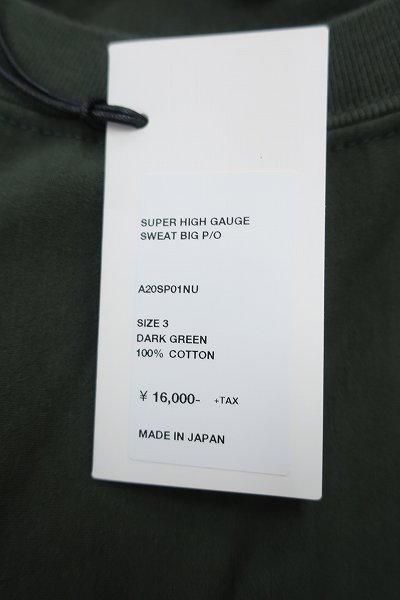 SUPER HIGH GAUGE
SWEAT BIG P/O
A20SP01NU
SIZE 3
DARK GREEN
100% COTTON
¥ 16,000- +TAX
MADE IN JAPAN